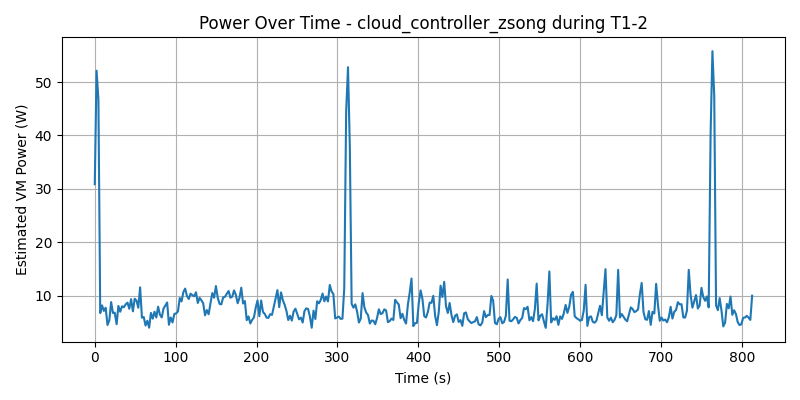 Power Over Time - cloud_controller_zsong during T1-2
Estimated VM Power (W)
50
40
30
20
10
0 100 200 300 400 500 600 700 800
Time (s)